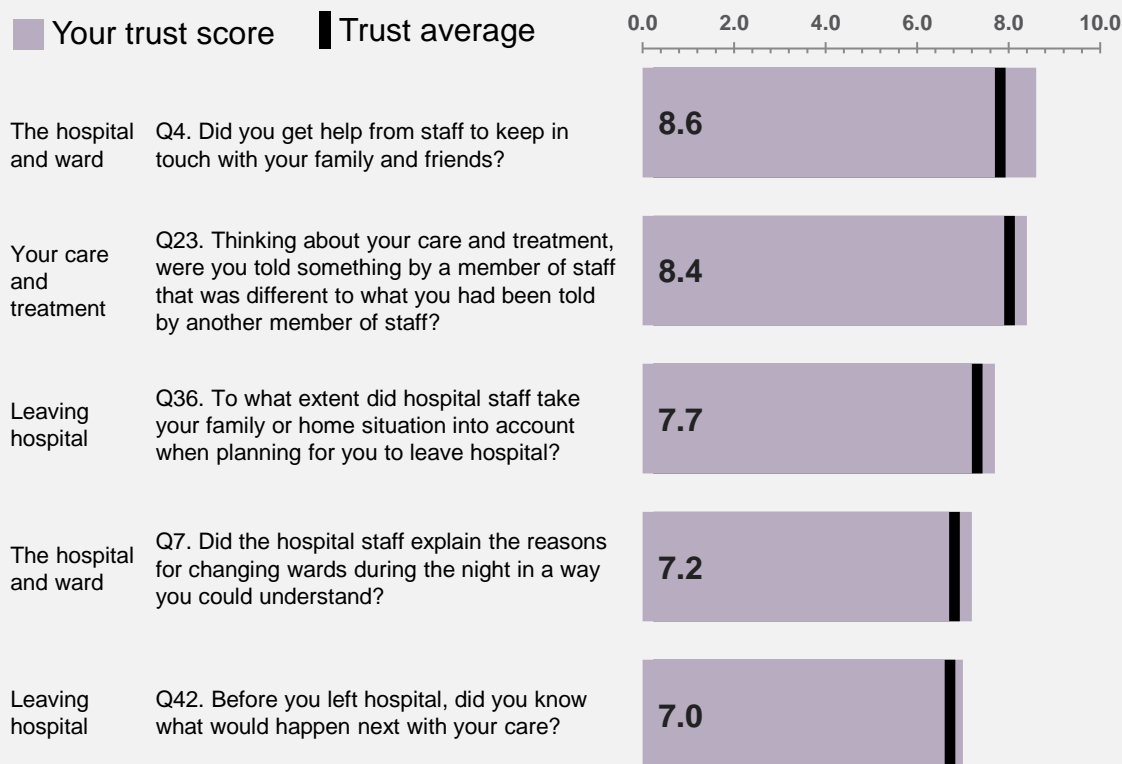 Your trust score
Trust average
0.0 2.0 4.0 6.0 8.0 10.0
The hospital
and ward
Q4. Did you get help from staff to keep in
touch with your family and friends?
8.6
Your care
and
treatment
Q23. Thinking about your care and treatment,
were you told something by a member of staff
that was different to what you had been told
by another member of staff?
8.4
Leaving
hospital
Q36. To what extent did hospital staff take
your family or home situation into account
when planning for you to leave hospital?
7.7
The hospital
and ward
Q7. Did the hospital staff explain the reasons
for changing wards during the night in a way
you could understand?
7.2
Leaving
hospital
Q42. Before you left hospital, did you know
what would happen next with your care?
7.0